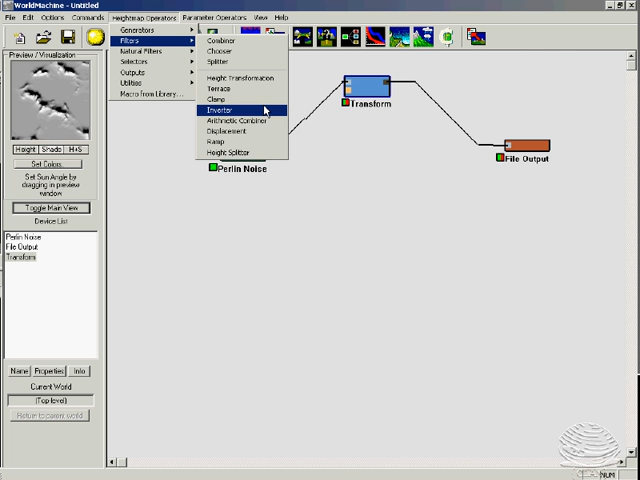 WorldMachine - Untitled
File Edit Options Commands Heightmap Operators Parameter Operators View Help
Preview / Visualization
Height Shade H+S
Set Colors..
Set Sun Angle by
dragging in preview
window
Toggle Main View
Device List
Perlin Noise
File Output
Transform
Name Properties Info
Current World
(Top level)
Return to parent world
Generators
Filters
Natural Filters
Selectors
Outputs
Utilities
Macro from Library...
Combiner
Chooser
Splitter
Height Transformation
Terrace
Clamp
Inverter
Arithmetic Combiner
Displacement
Ramp
Height Splitter
Transform
File Output
Perlin Noise
NUM